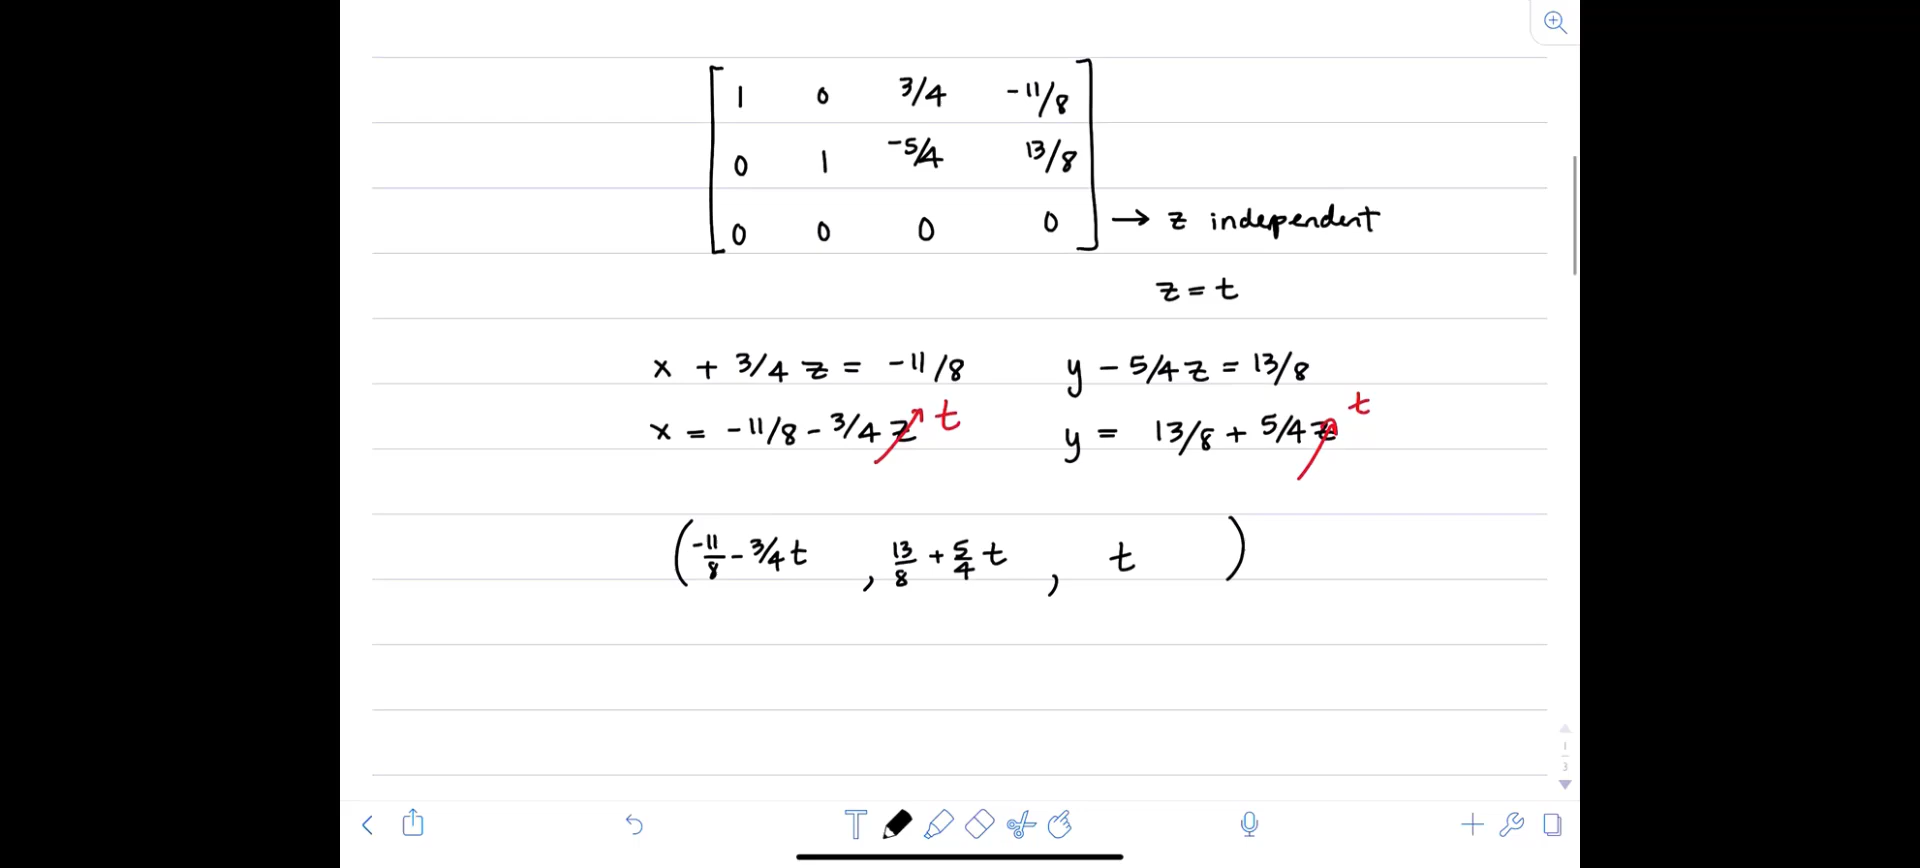 1 0 3/4 -11/8
0 1 -5/4 13/8
0 0 0 0 → z independent
z = t
x + 3/4 z = -11/8 y - 5/4 z = 13/8
x = -11/8 - 3/4 z t y = 13/8 + 5/4 z t
(-11/8 - 3/4 t , 13/8 + 5/4 t , t )
1
3
T